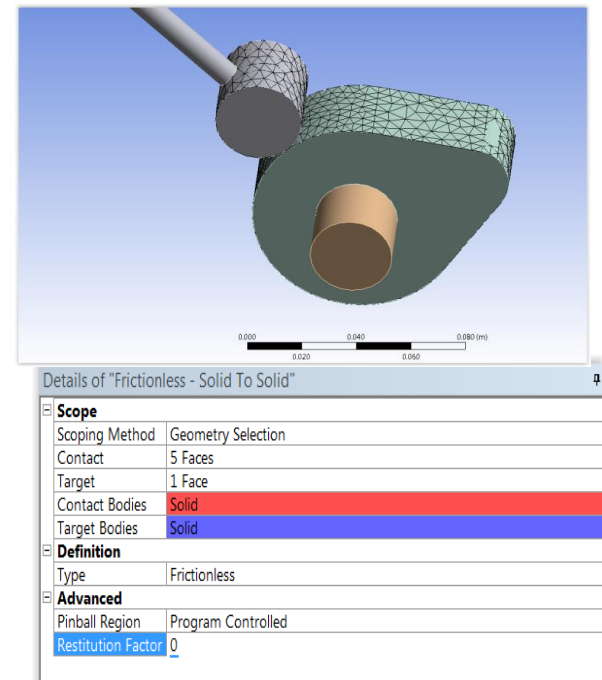 0.000 0.040 0.080 (m)
0.020 0.060
Details of "Frictionless - Solid To Solid"
Scope
Scoping Method Geometry Selection
Contact 5 Faces
Target 1 Face
Contact Bodies Solid
Target Bodies Solid
Definition
Type Frictionless
Advanced
Pinball Region Program Controlled
Restitution Factor 0